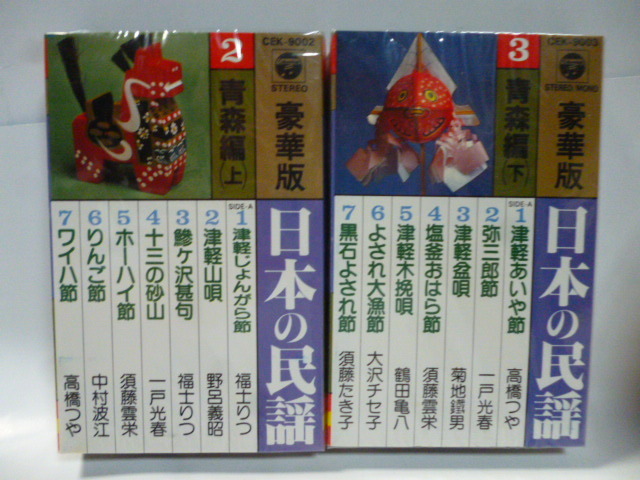 2
CEK-9002
STEREO
豪華版
青森編(上)
日本の民謡
SIDE-A
1 津軽じょんがら節 福士りつ
2 津軽山唄 野呂義昭
3 鰺ヶ沢甚句 福士りつ
4 十三の砂山 一戸光春
5 ホーハイ節 須藤雲栄
6 りんご節 中村波江
7 ワイハ節 高橋つや
3
CEK-9003
STEREO/MONO
豪華版
青森編(下)
日本の民謡
SIDE-A
1 津軽あいや節 高橋つや
2 弥三郎節 一戸光春
3 津軽盆唄 菊地鐵男
4 塩釜おはら節 須藤雲栄
5 津軽木挽唄 鶴田亀八
6 よされ大漁節 大沢チセ子
7 黒石よされ節 須藤たき子